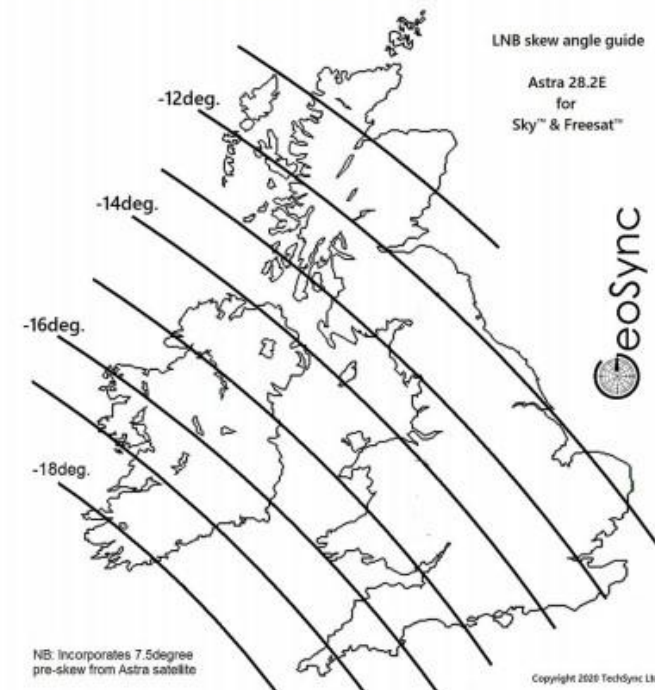 LNB skew angle guide
Astra 28.2E
for
Sky™ & Freesat™
-12deg.
-14deg.
-16deg.
-18deg.
GeoSync
NB: Incorporates 7.5degree
pre-skew from Astra satellite
Copyright 2020 TechSync Lt